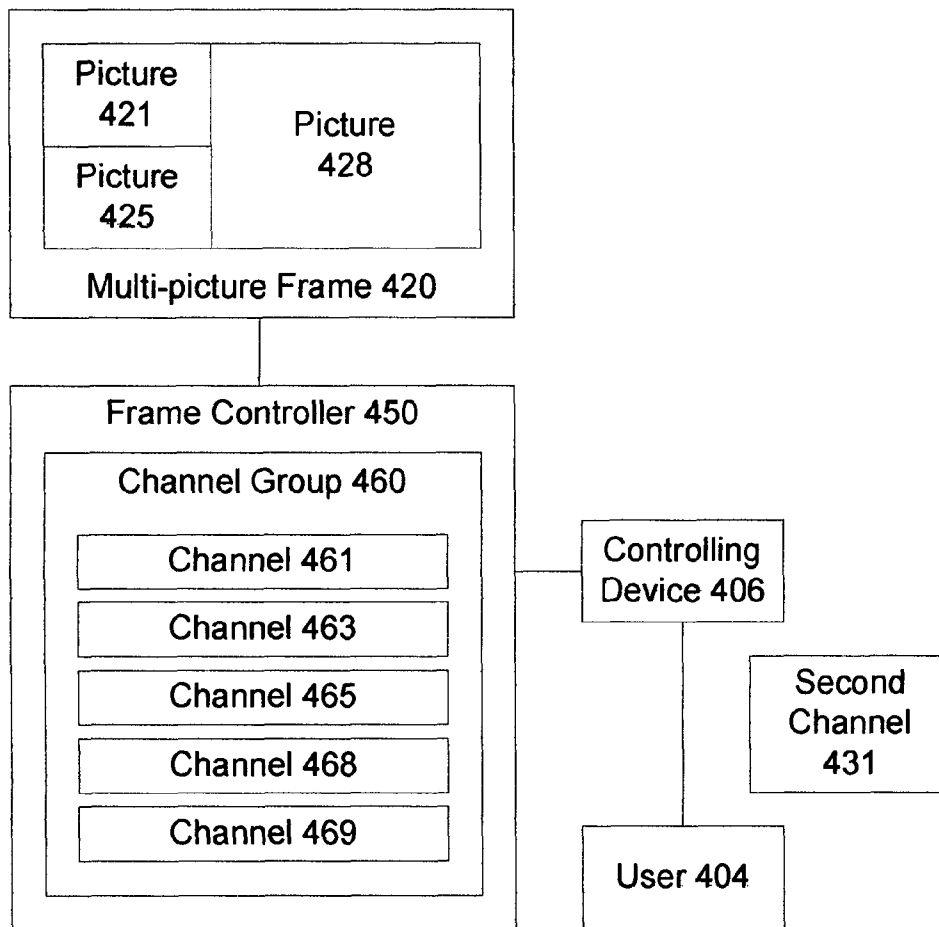 Picture
421
Picture
425
Picture
428
Multi-picture Frame 420
Frame Controller 450
Channel Group 460
Channel 461
Channel 463
Channel 465
Channel 468
Channel 469
Controlling
Device 406
Second
Channel
431
User 404